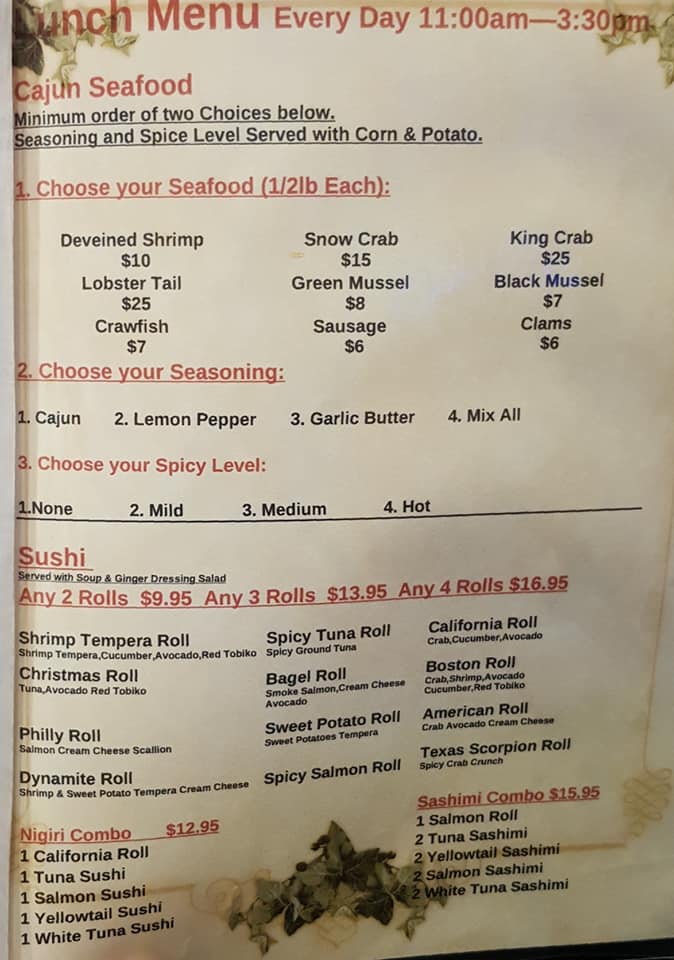 Lunch Menu Every Day 11:00am—3:30pm
Cajun Seafood
Minimum order of two Choices below.
Seasoning and Spice Level Served with Corn & Potato.
1. Choose your Seafood (1/2lb Each):
Deveined Shrimp Snow Crab King Crab
$10 $15 $25
Lobster Tail Green Mussel Black Mussel
$25 $8 $7
Crawfish Sausage Clams
$7 $6 $6
2. Choose your Seasoning:
1. Cajun 2. Lemon Pepper 3. Garlic Butter 4. Mix All
3. Choose your Spicy Level:
1.None 2. Mild 3. Medium 4. Hot
Sushi
Served with Soup & Ginger Dressing Salad
Any 2 Rolls $9.95 Any 3 Rolls $13.95 Any 4 Rolls $16.95
Shrimp Tempera Roll
Shrimp Tempera,Cucumber,Avocado,Red Tobiko
Christmas Roll
Tuna,Avocado Red Tobiko
Philly Roll
Salmon Cream Cheese Scallion
Dynamite Roll
Shrimp & Sweet Potato Tempera Cream Cheese
Spicy Tuna Roll
Spicy Ground Tuna
Bagel Roll
Smoke Salmon,Cream Cheese
Avocado
Sweet Potato Roll
Sweet Potatoes Tempera
Spicy Salmon Roll
California Roll
Crab,Cucumber,Avocado
Boston Roll
Crab,Shrimp,Avocado
Cucumber,Red Tobiko
American Roll
Crab Avocado Cream Cheese
Texas Scorpion Roll
Spicy Crab Crunch
Nigiri Combo $12.95
1 California Roll
1 Tuna Sushi
1 Salmon Sushi
1 Yellowtail Sushi
1 White Tuna Sushi
Sashimi Combo $15.95
1 Salmon Roll
2 Tuna Sashimi
2 Yellowtail Sashimi
2 Salmon Sashimi
2 White Tuna Sashimi